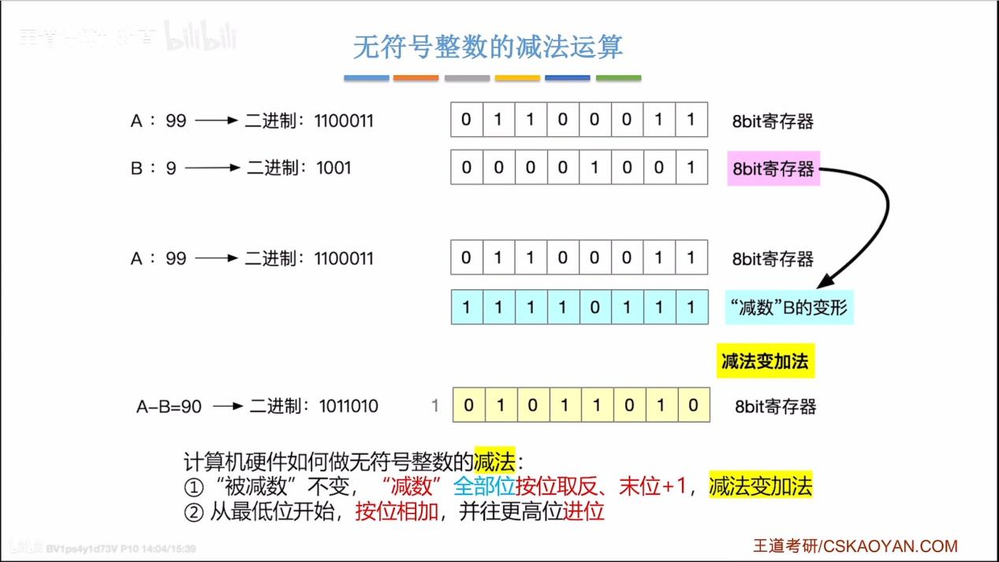 bilibili
无符号整数的减法运算
A：99 → 二进制：1100011 0 1 1 0 0 0 1 1 8bit寄存器
B：9 → 二进制：1001 0 0 0 0 1 0 0 1 8bit寄存器
A：99 → 二进制：1100011 0 1 1 0 0 0 1 1 8bit寄存器
1 1 1 1 0 1 1 1 “减数”B的变形
减法变加法
A-B=90 → 二进制：1011010 1 0 1 0 1 1 0 1 0 8bit寄存器
计算机硬件如何做无符号整数的减法：
①“被减数”不变，“减数”全部位按位取反、末位+1，减法变加法
② 从最低位开始，按位相加，并往更高位进位
bilibili BV1ps4y1d73V P10 14:04/15:39
王道考研/CSKAOYAN.COM